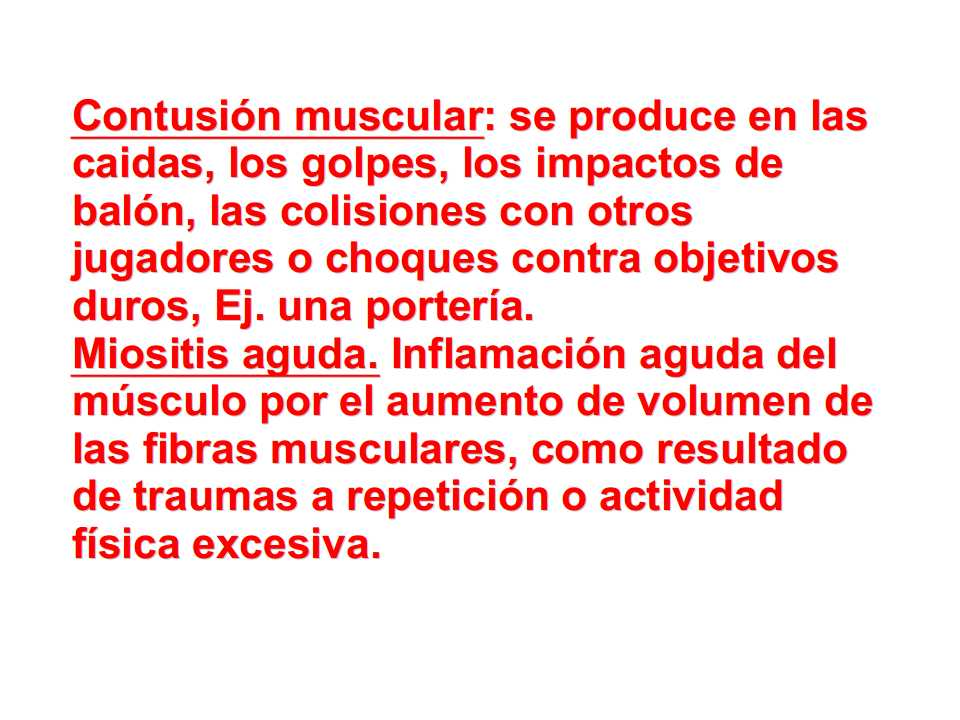 Contusión muscular: se produce en las
caidas, los golpes, los impactos de
balón, las colisiones con otros
jugadores o choques contra objetivos
duros, Ej. una portería.
Miositis aguda. Inflamación aguda del
músculo por el aumento de volumen de
las fibras musculares, como resultado
de traumas a repetición o actividad
física excesiva.